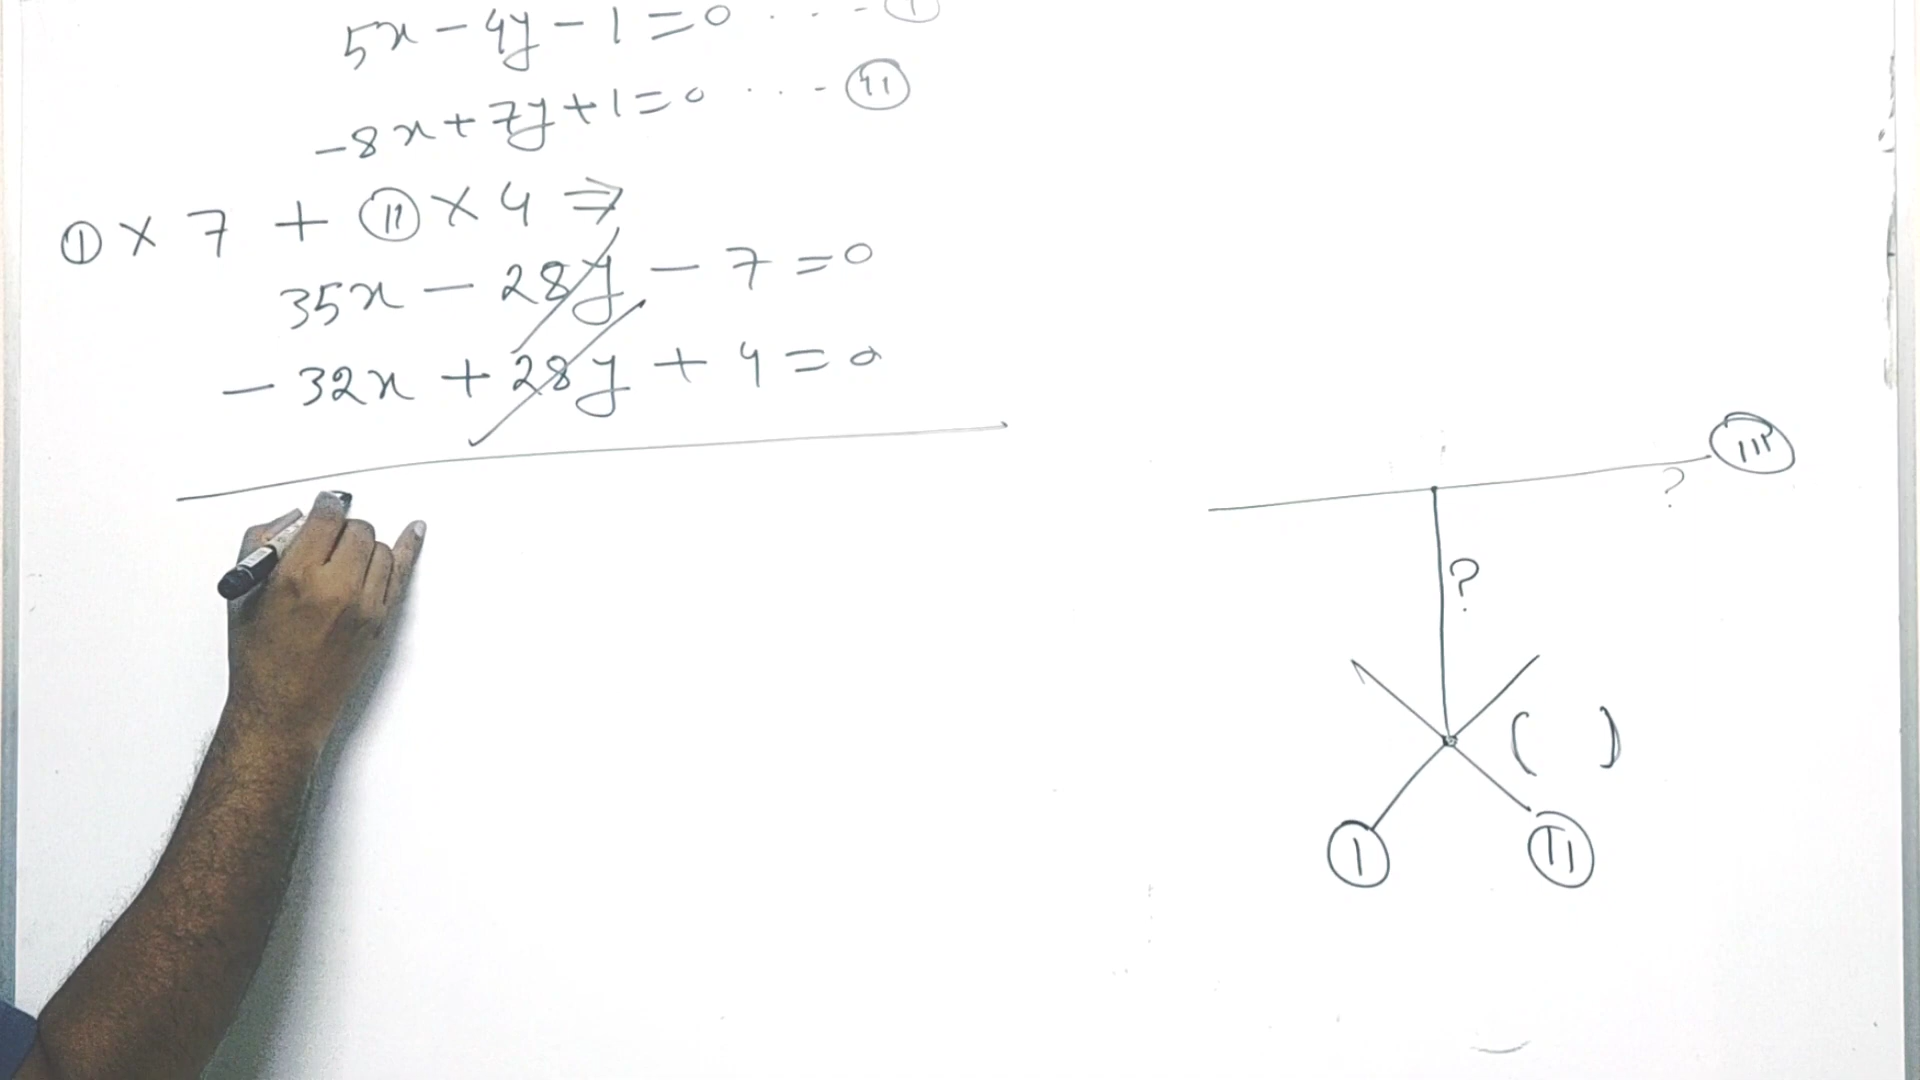 5x - 4y - 1 = 0 . . . - (I)
-8x + 7y + 1 = 0 . . . - (II)
(I) × 7 + (II) × 4 ⇒
35x - 28y - 7 = 0
- 32x + 28y + 4 = 0
(III)
?
?
( )
(I) (II)